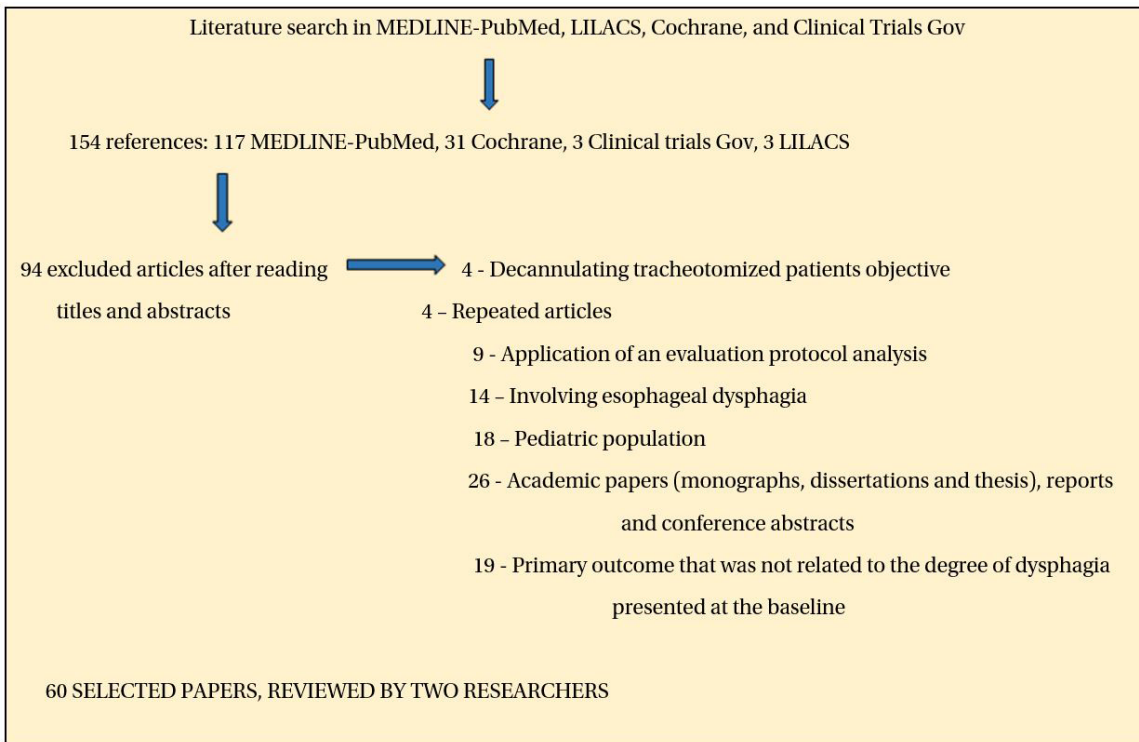 Literature search in MEDLINE-PubMed, LILACS, Cochrane, and Clinical Trials Gov
154 references: 117 MEDLINE-PubMed, 31 Cochrane, 3 Clinical trials Gov, 3 LILACS
94 excluded articles after reading
titles and abstracts
4 - Decannulating tracheotomized patients objective
4 – Repeated articles
9 - Application of an evaluation protocol analysis
14 – Involving esophageal dysphagia
18 – Pediatric population
26 - Academic papers (monographs, dissertations and thesis), reports
and conference abstracts
19 - Primary outcome that was not related to the degree of dysphagia
presented at the baseline
60 SELECTED PAPERS, REVIEWED BY TWO RESEARCHERS